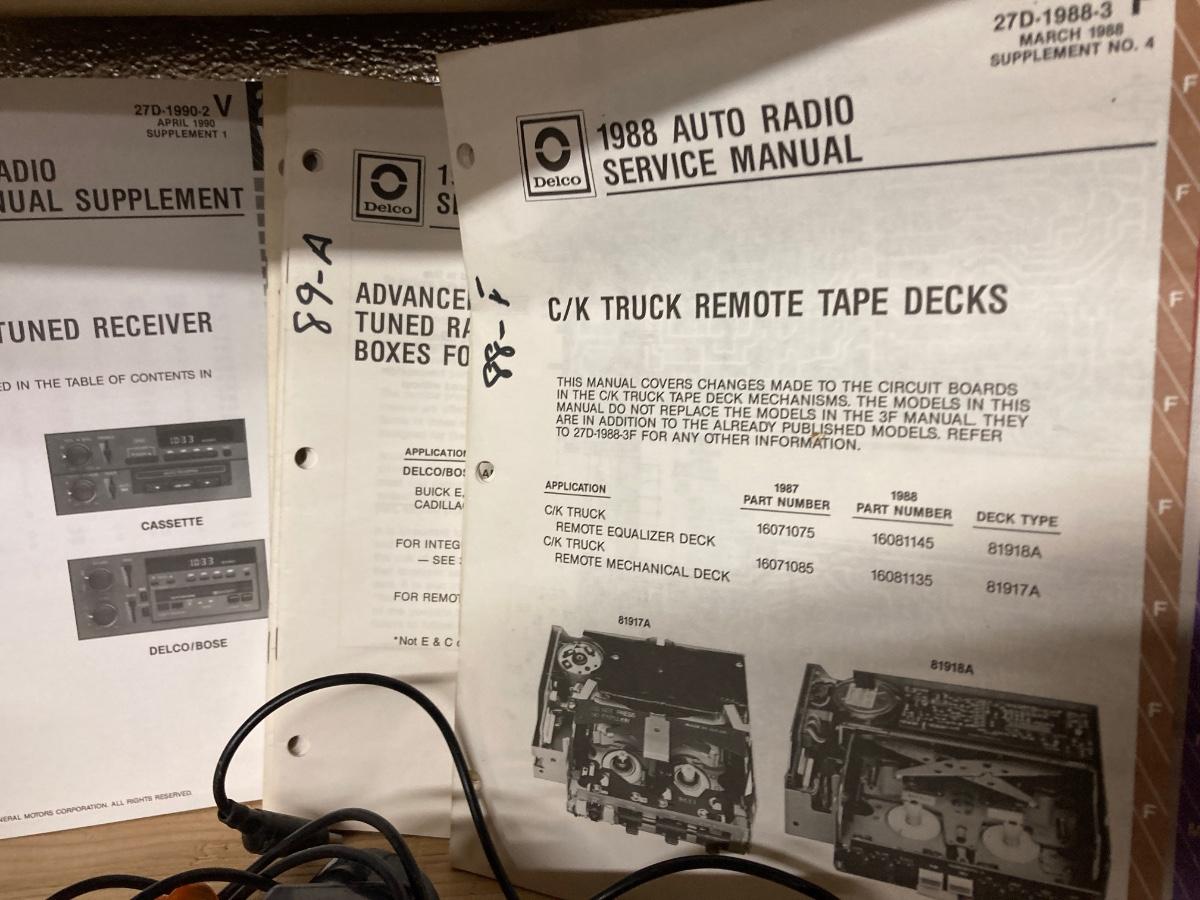 27D-1990-2 V
APRIL 1990
SUPPLEMENT 1
ADIO
NUAL SUPPLEMENT
TUNED RECEIVER
ED IN THE TABLE OF CONTENTS IN
CASSETTE
DELCO/BOSE
NERAL MOTORS CORPORATION. ALL RIGHTS RESERVED.
Delco
89-A
ADVANCE
TUNED RA
BOXES FO
APPLICATION
DELCO/BOS
BUICK E,
CADILLA
FOR INTEG
— SEE
FOR REMOT
*Not E & C
27D-1988-3 F
MARCH 1988
SUPPLEMENT NO. 4
Delco
1988 AUTO RADIO
SERVICE MANUAL
C/K TRUCK REMOTE TAPE DECKS
THIS MANUAL COVERS CHANGES MADE TO THE CIRCUIT BOARDS
IN THE C/K TRUCK TAPE DECK MECHANISMS. THE MODELS IN THIS
MANUAL DO NOT REPLACE THE MODELS IN THE 3F MANUAL. THEY
ARE IN ADDITION TO THE ALREADY PUBLISHED MODELS. REFER
TO 27D-1988-3F FOR ANY OTHER INFORMATION.
APPLICATION 1987 PART NUMBER 1988 PART NUMBER DECK TYPE
C/K TRUCK
REMOTE EQUALIZER DECK 16071075 16081145 81918A
C/K TRUCK
REMOTE MECHANICAL DECK 16071085 16081135 81917A
81917A
81918A
F
F
F
F
F
F
F
F